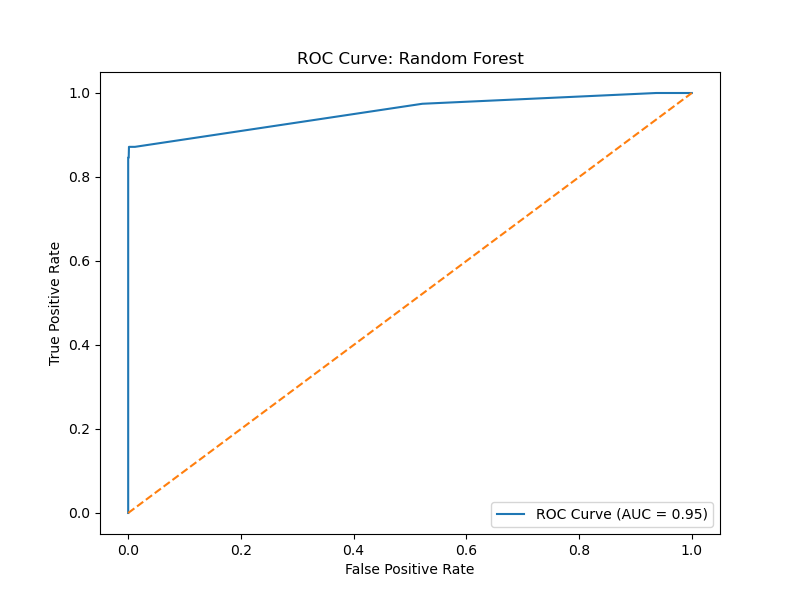 ROC Curve: Random Forest
True Positive Rate
1.0
0.8
0.6
0.4
0.2
0.0
ROC Curve (AUC = 0.95)
0.0 0.2 0.4 0.6 0.8 1.0
False Positive Rate